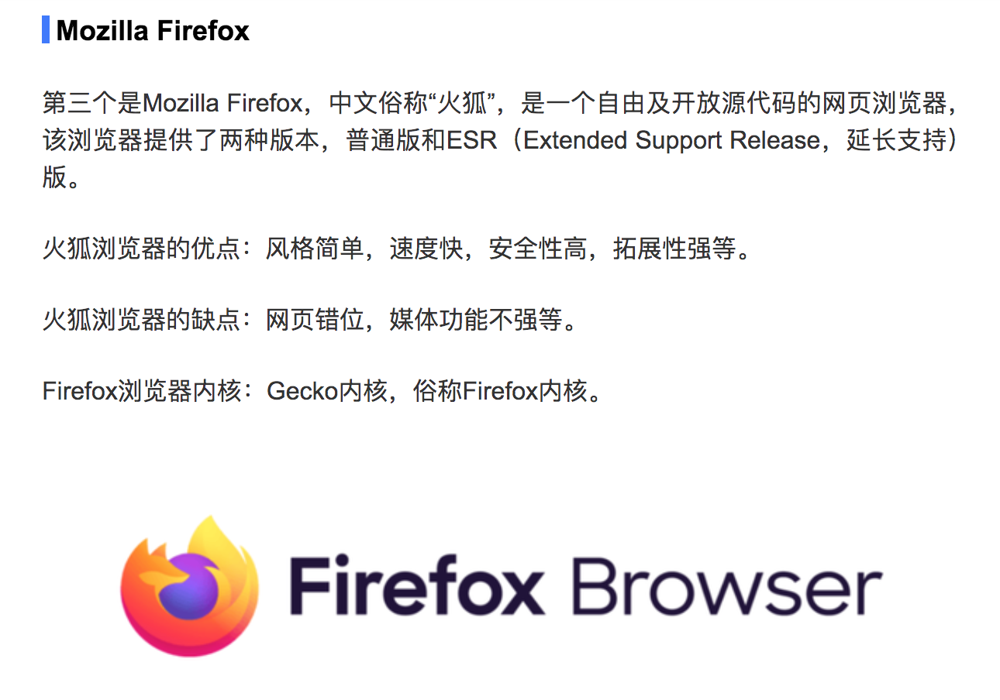 Mozilla Firefox
第三个是Mozilla Firefox，中文俗称“火狐”，是一个自由及开放源代码的网页浏览器，
该浏览器提供了两种版本，普通版和ESR（Extended Support Release，延长支持）
版。
火狐浏览器的优点：风格简单，速度快，安全性高，拓展性强等。
火狐浏览器的缺点：网页错位，媒体功能不强等。
Firefox浏览器内核：Gecko内核，俗称Firefox内核。
Firefox Browser